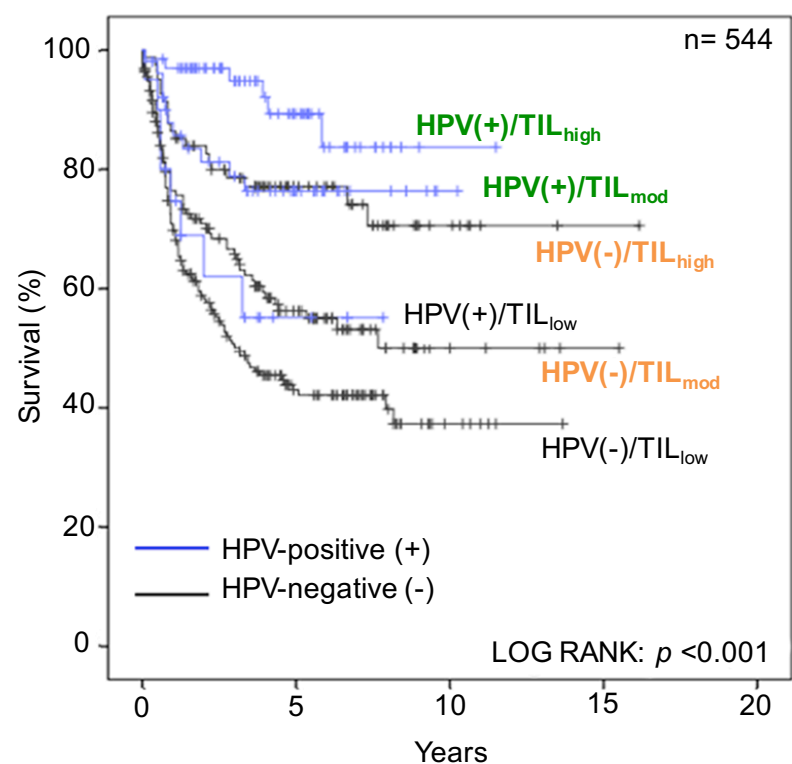 n= 544
100
80
60
40
20
0
Survival (%)
HPV(+)/TILhigh
HPV(+)/TILmod
HPV(-)/TILhigh
HPV(+)/TILlow
HPV(-)/TILmod
HPV(-)/TILlow
HPV-positive (+)
HPV-negative (-)
LOG RANK: p <0.001
0 5 10 15 20
Years